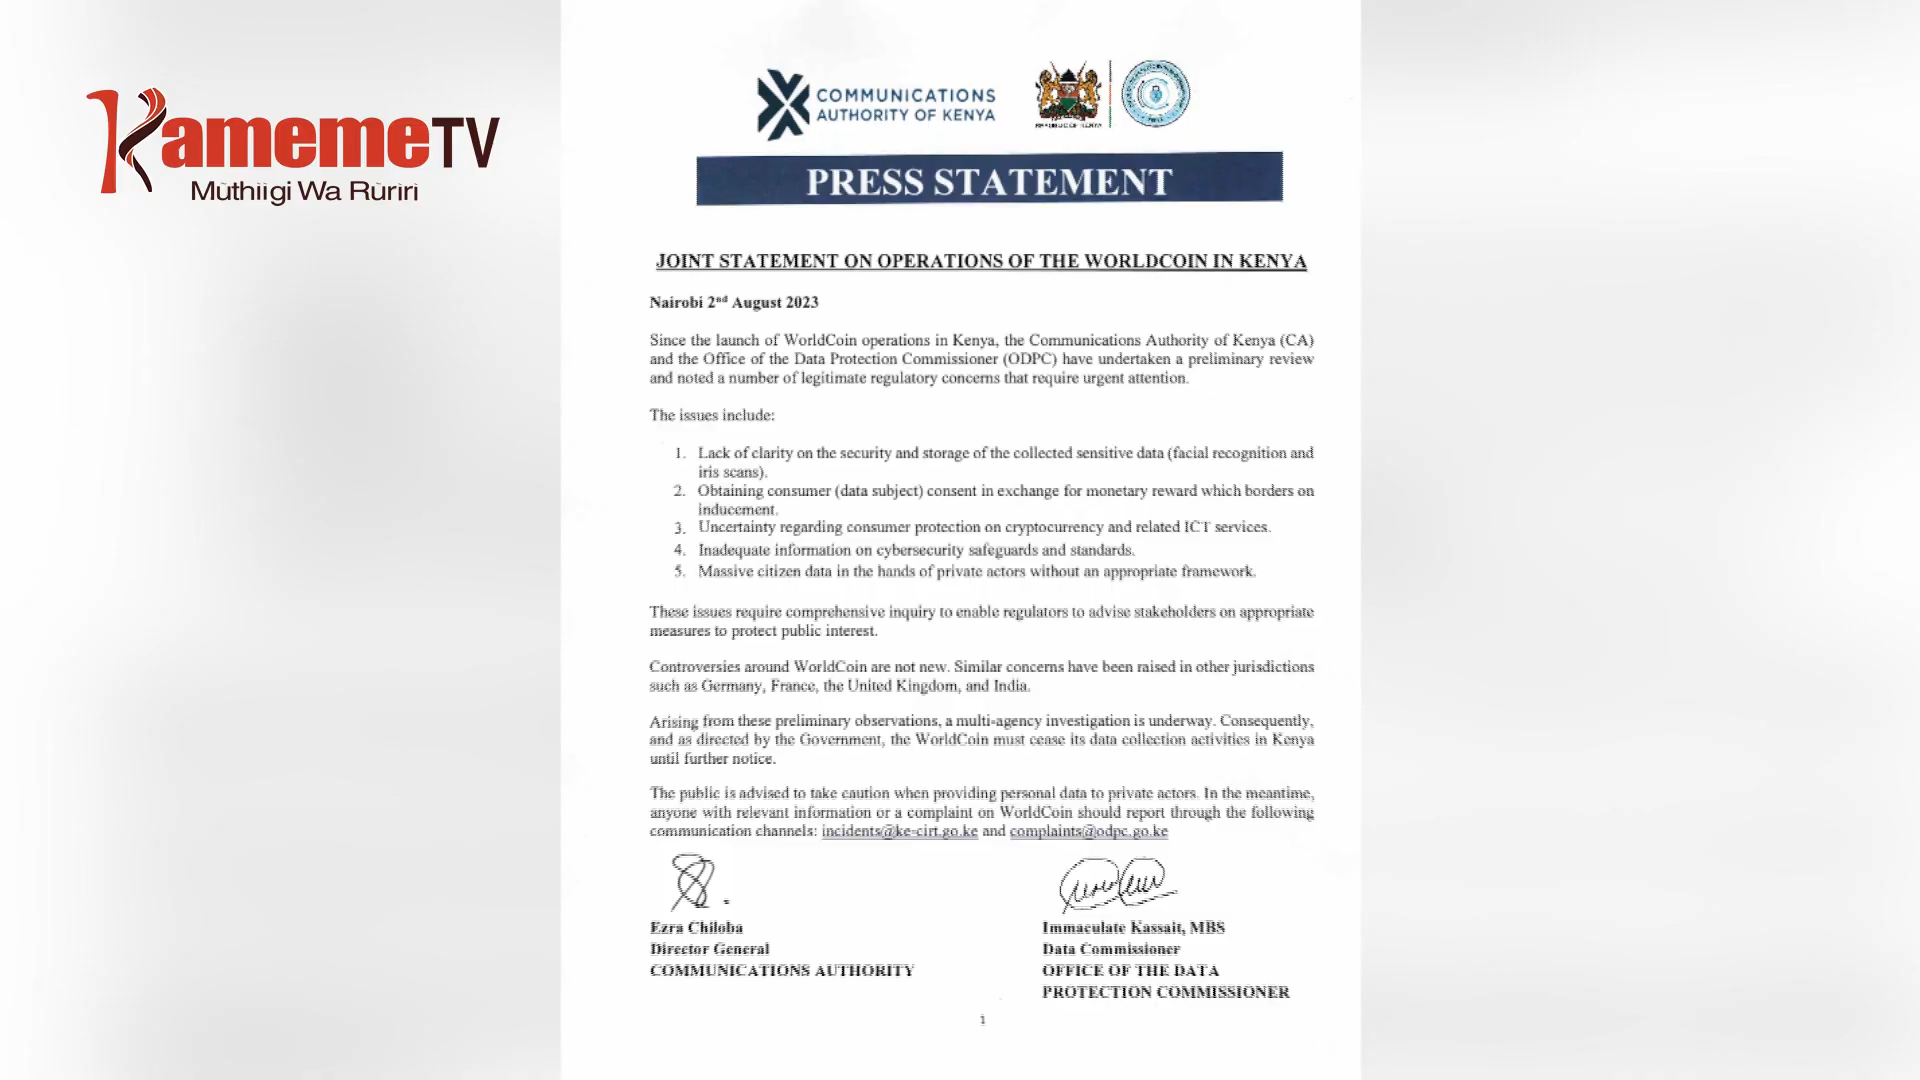 KamemeTV
Mũthiigi Wa Rũrĩrĩ
COMMUNICATIONS
AUTHORITY OF KENYA
REPUBLIC OF KENYA
PRESS STATEMENT
JOINT STATEMENT ON OPERATIONS OF THE WORLDCOIN IN KENYA
Nairobi 2nd August 2023
Since the launch of WorldCoin operations in Kenya, the Communications Authority of Kenya (CA)
and the Office of the Data Protection Commissioner (ODPC) have undertaken a preliminary review
and noted a number of legitimate regulatory concerns that require urgent attention.
The issues include:
1. Lack of clarity on the security and storage of the collected sensitive data (facial recognition and
iris scans).
2. Obtaining consumer (data subject) consent in exchange for monetary reward which borders on
inducement.
3. Uncertainty regarding consumer protection on cryptocurrency and related ICT services.
4. Inadequate information on cybersecurity safeguards and standards.
5. Massive citizen data in the hands of private actors without an appropriate framework.
These issues require comprehensive inquiry to enable regulators to advise stakeholders on appropriate
measures to protect public interest.
Controversies around WorldCoin are not new. Similar concerns have been raised in other jurisdictions
such as Germany, France, the United Kingdom, and India.
Arising from these preliminary observations, a multi-agency investigation is underway. Consequently,
and as directed by the Government, the WorldCoin must cease its data collection activities in Kenya
until further notice.
The public is advised to take caution when providing personal data to private actors. In the meantime,
anyone with relevant information or a complaint on WorldCoin should report through the following
communication channels: incidents@ke-cirt.go.ke and complaints@odpc.go.ke
Ezra Chiloba
Director General
COMMUNICATIONS AUTHORITY
Immaculate Kassait, MBS
Data Commissioner
OFFICE OF THE DATA
PROTECTION COMMISSIONER
1